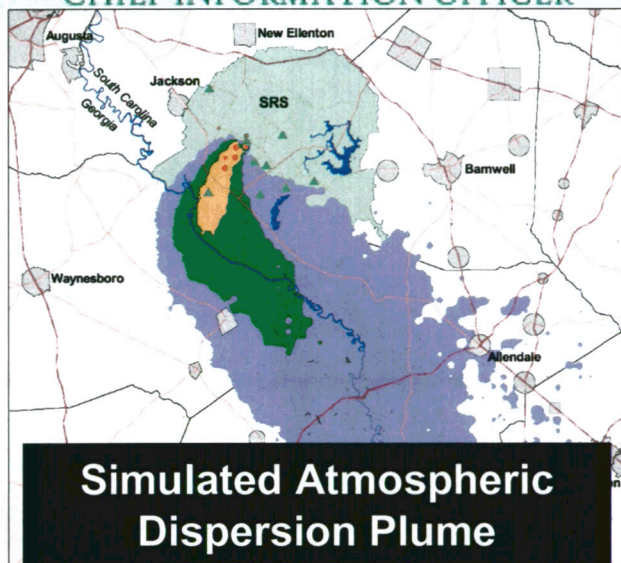 CHIEF INFORMATION OFFICER
Augusta
New Ellenton
South Carolina
Georgia
Jackson
SRS
Barnwell
Waynesboro
Allendale
Simulated Atmospheric
Dispersion Plume